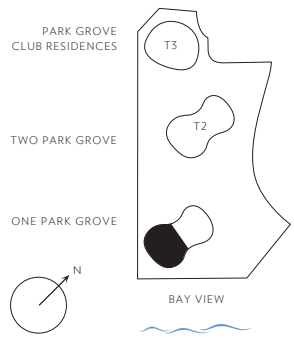 PARK GROVE
CLUB RESIDENCES
T3
T2
TWO PARK GROVE
ONE PARK GROVE
N
BAY VIEW